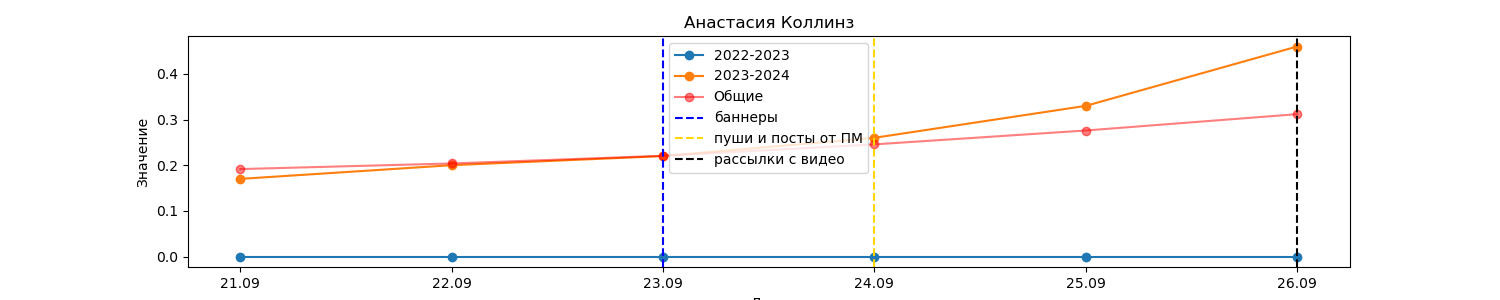 Анастасия Коллинз
Значение
0.4
0.3
0.2
0.1
0.0
2022-2023
2023-2024
Общие
баннеры
пуши и посты от ПМ
рассылки с видео
21.09
22.09
23.09
24.09
25.09
26.09